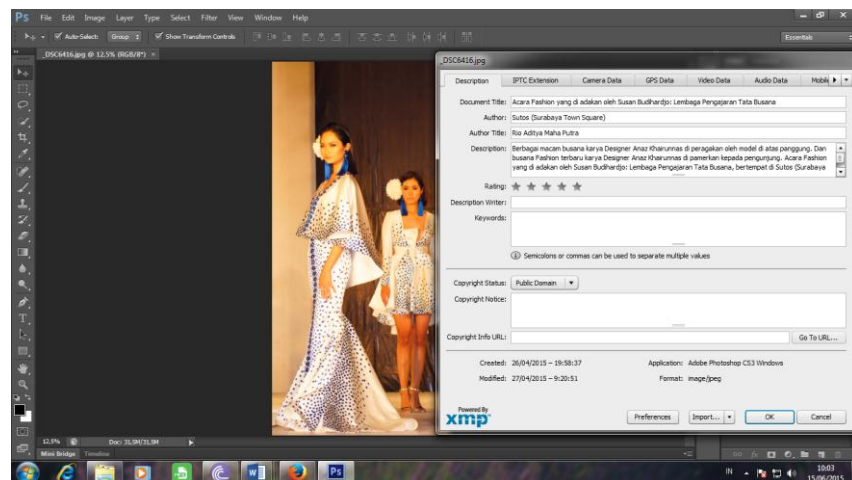 Ps File Edit Image Layer Type Select Filter View Window Help
Auto-Select: Group Show Transform Controls Essentials
_DSC6416.jpg @ 12.5% (RGB/8*) ×
_DSC6416.jpg
Description IPTC Extension Camera Data GPS Data Video Data Audio Data Mobile
Document Title: Acara Fashion yang di adakan oleh Susan Budihardjo: Lembaga Pengajaran Tata Busana
Author: Sutos (Surabaya Town Square)
Author Title: Rio Aditya Maha Putra
Description: Berbagai macam busana karya Designer Anaz Khairunnas di peragakan oleh model di atas panggung. Dan
busana Fashion terbaru karya Designer Anaz Khairunnas di pamerkan kepada pengunjung. Acara Fashion
yang di adakan oleh Susan Budihardjo: Lembaga Pengajaran Tata Busana, bertempat di Sutos (Surabaya
Rating:
Description Writer:
Keywords:
Semicolons or commas can be used to separate multiple values
Copyright Status: Public Domain
Copyright Notice:
Copyright Info URL: Go To URL...
Created: 26/04/2015 – 19:58:37 Application: Adobe Photoshop CS3 Windows
Modified: 27/04/2015 – 9:20:51 Format: image/jpeg
Powered By
xmp Preferences Import... OK Cancel
12,5% Doc: 31,9M/31,9M
Mini Bridge Timeline
IN 10:03
15/06/2015